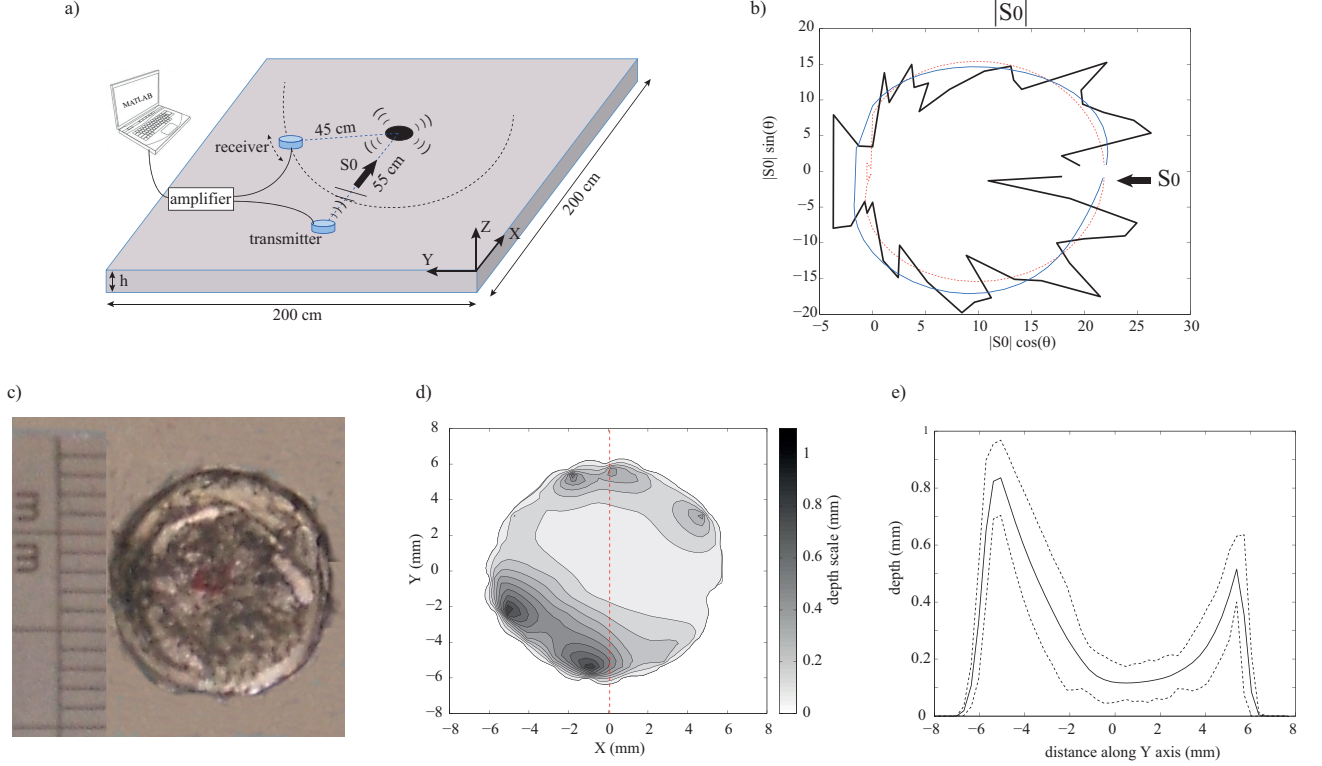 a)
MATLAB
45 cm
receiver
S0
55 cm
amplifier
transmitter
200 cm
Z
X
Y
h
200 cm
b)
|S0|
20
15
10
5
0
−5
−10
−15
−20
|S0| sin(θ)
S0
−5
0
5
10
15
20
25
30
|S0| cos(θ)
c)
mm
d)
8
6
4
2
0
−2
−4
−6
−8
Y (mm)
−8
−6
−4
−2
0
2
4
6
8
X (mm)
1
0.8
0.6
0.4
0.2
0
depth scale (mm)
e)
1
0.8
0.6
0.4
0.2
0
depth (mm)
−8
−6
−4
−2
0
2
4
6
8
distance along Y axis (mm)